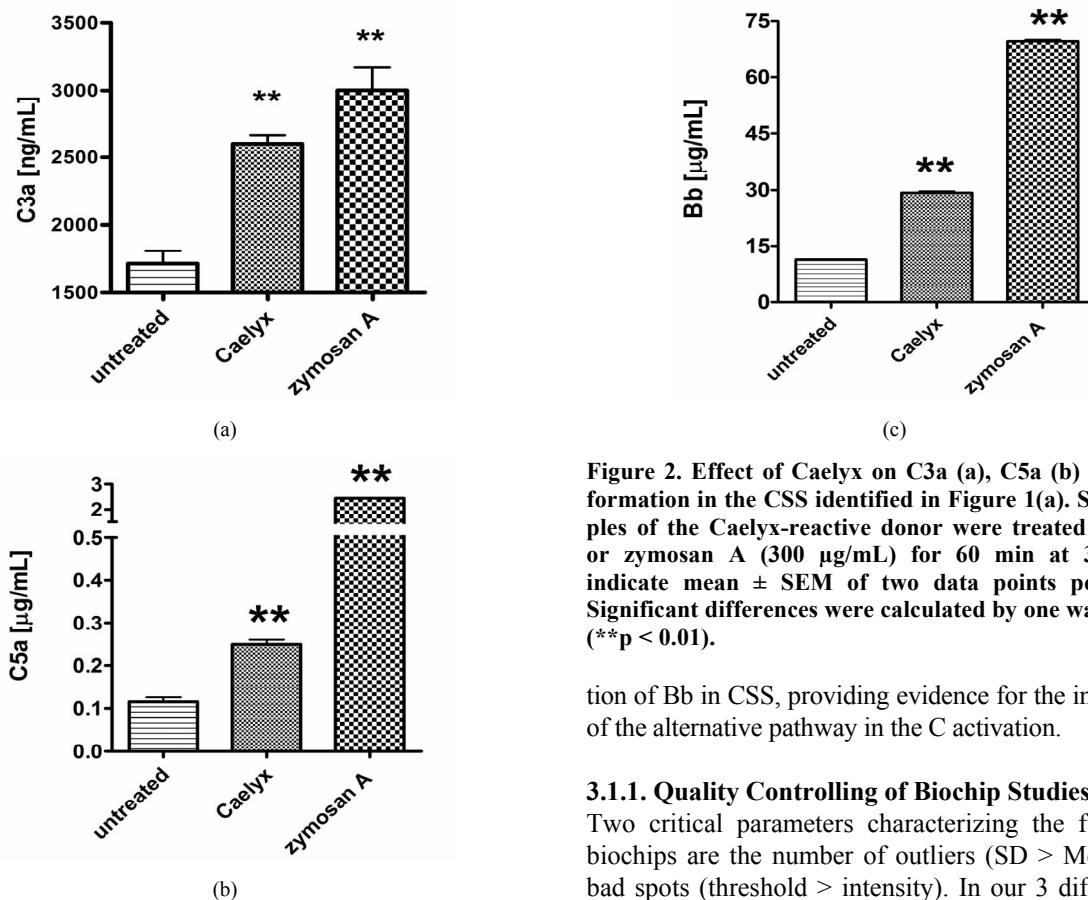 3500
3000
2500
2000
1500
C3a [ng/mL]
**
**
untreated
Caelyx
zymosan A
(a)
3
2
0.5
0.4
0.3
0.2
0.1
0.0
C5a [µg/mL]
**
**
untreated
Caelyx
zymosan A
(b)
75
60
45
30
15
0
Bb [µg/mL]
**
**
untreated
Caelyx
zymosan A
(c)
Figure 2. Effect of Caelyx on C3a (a), C5a (b)
formation in the CSS identified in Figure 1(a). S
ples of the Caelyx-reactive donor were treated
or zymosan A (300 µg/mL) for 60 min at 3
indicate mean ± SEM of two data points pe
Significant differences were calculated by one wa
(**p < 0.01).
tion of Bb in CSS, providing evidence for the in
of the alternative pathway in the C activation.
3.1.1. Quality Controlling of Biochip Studies
Two critical parameters characterizing the f
biochips are the number of outliers (SD > Me
bad spots (threshold > intensity). In our 3 diff